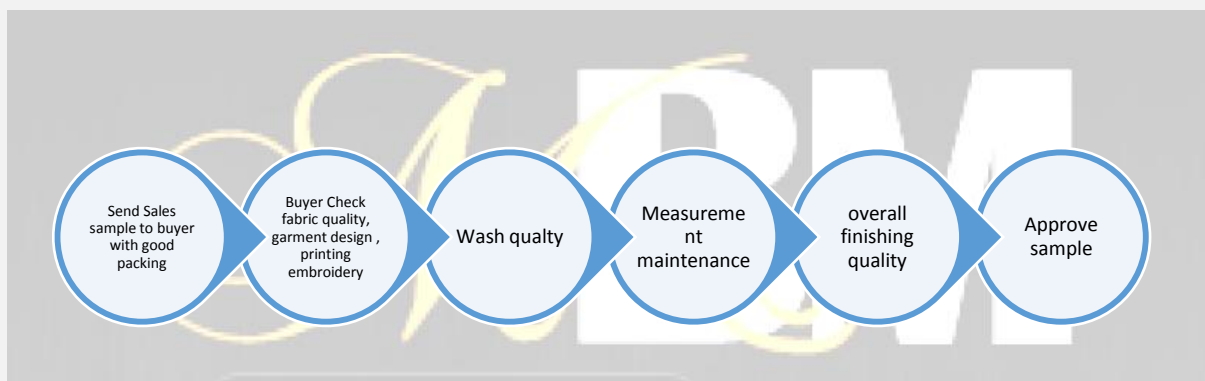 Send Sales
sample to buyer
with good
packing
Buyer Check
fabric quality,
garment design ,
printing
embroidery
Wash qualty
Measureme
nt
maintenance
overall
finishing
quality
Approve
sample
BM